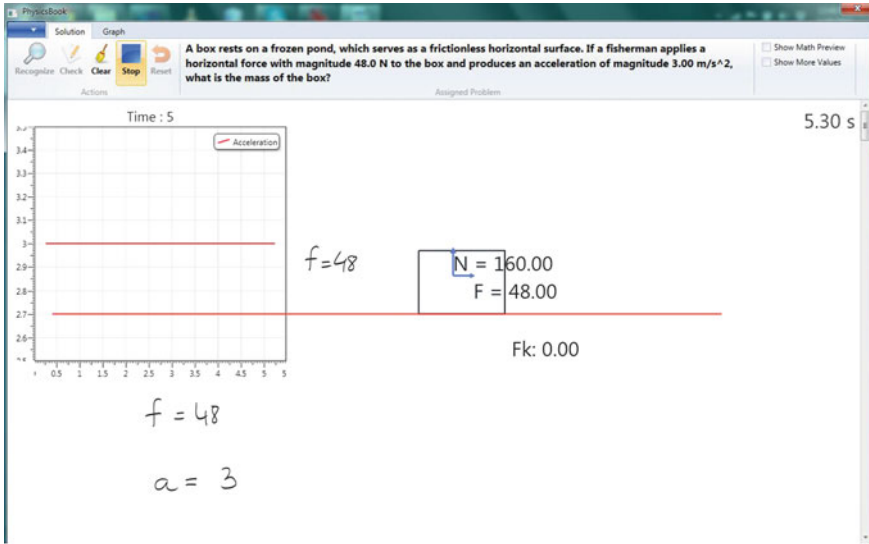 PhysicsBook
Solution Graph
Recognize Check Clear Stop Reset
Actions
A box rests on a frozen pond, which serves as a frictionless horizontal surface. If a fisherman applies a
horizontal force with magnitude 48.0 N to the box and produces an acceleration of magnitude 3.00 m/s^2,
what is the mass of the box?
Assigned Problem
Show Math Preview
Show More Values
Time : 5
5.30 s
Acceleration
3.4
3.3
3.2
3.1
3
2.9
2.8
2.7
2.6
0.5 1 1.5 2 2.5 3 3.5 4 4.5 5 5
f=48
N = 160.00
F = 48.00
Fk: 0.00
f = 48
a = 3